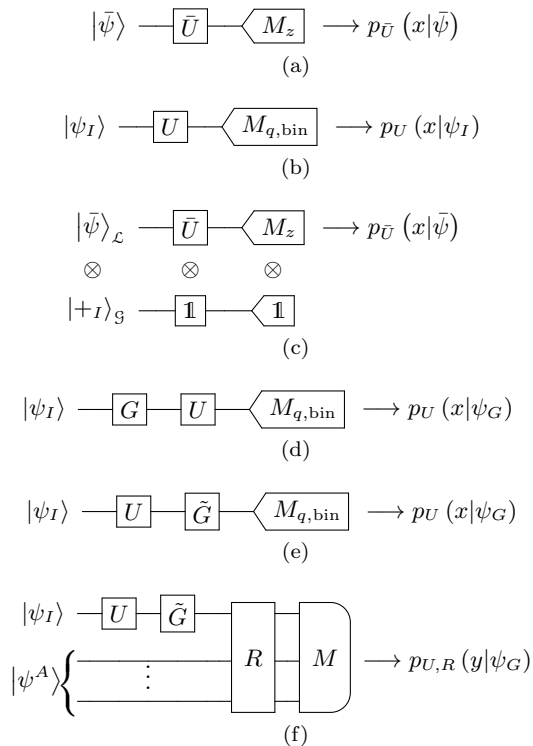 |ψ̄⟩ Ū M_z → p_Ū (x|ψ̄)
(a)
|ψ_I⟩ U M_{q,bin} → p_U (x|ψ_I)
(b)
|ψ̄⟩_ℒ Ū M_z → p_Ū (x|ψ̄)
⊗ ⊗ ⊗
|+_I⟩_𝒢 𝟙 𝟙
(c)
|ψ_I⟩ G U M_{q,bin} → p_U (x|ψ_G)
(d)
|ψ_I⟩ U G̃ M_{q,bin} → p_U (x|ψ_G)
(e)
|ψ_I⟩ U G̃
|ψ^A⟩ { ⋮ R M → p_{U,R} (y|ψ_G)
(f)